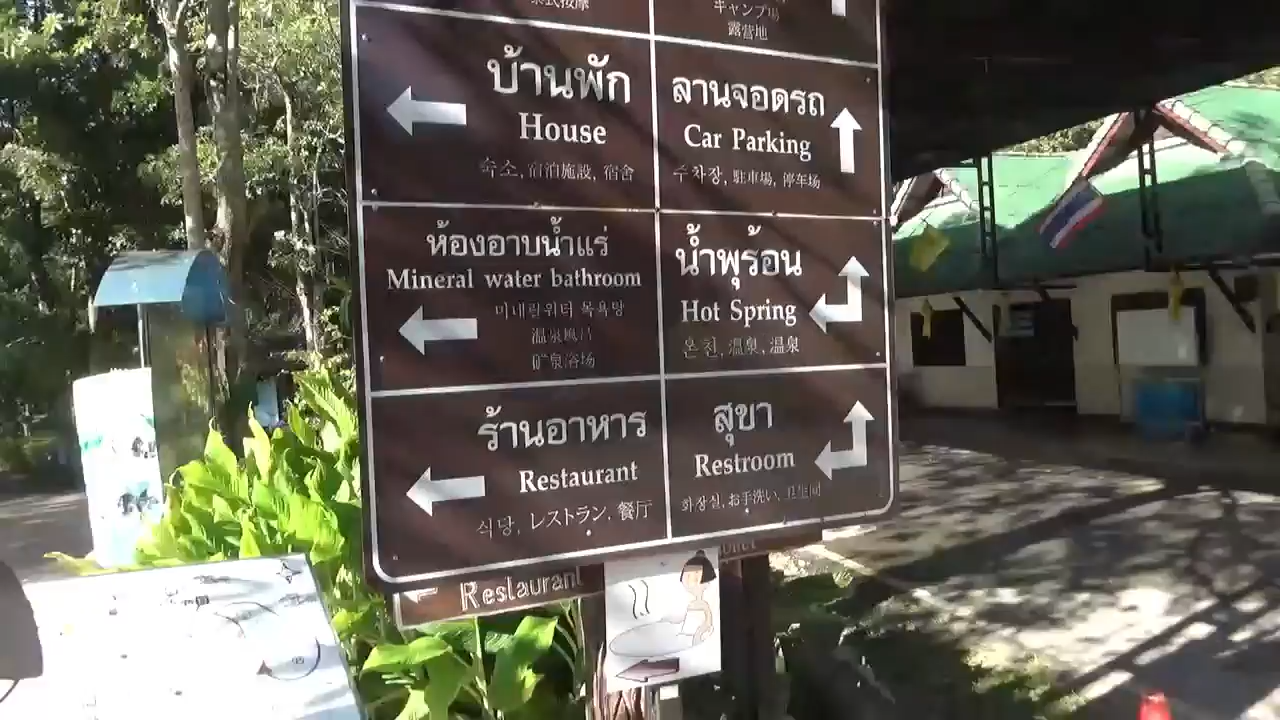 泰式按摩
キャンプ場
露营地
บ้านพัก
House
숙소, 宿泊施設, 宿舍
ลานจอดรถ
Car Parking
주차장, 駐車場, 停车场
ห้องอาบน้ำแร่
Mineral water bathroom
미네랄워터 목욕탕
温泉風呂
矿泉浴场
น้ำพุร้อน
Hot Spring
온천, 温泉, 温泉
ร้านอาหาร
Restaurant
식당, レストラン, 餐厅
สุขา
Restroom
화장실, お手洗い, 卫生间
Restaurant